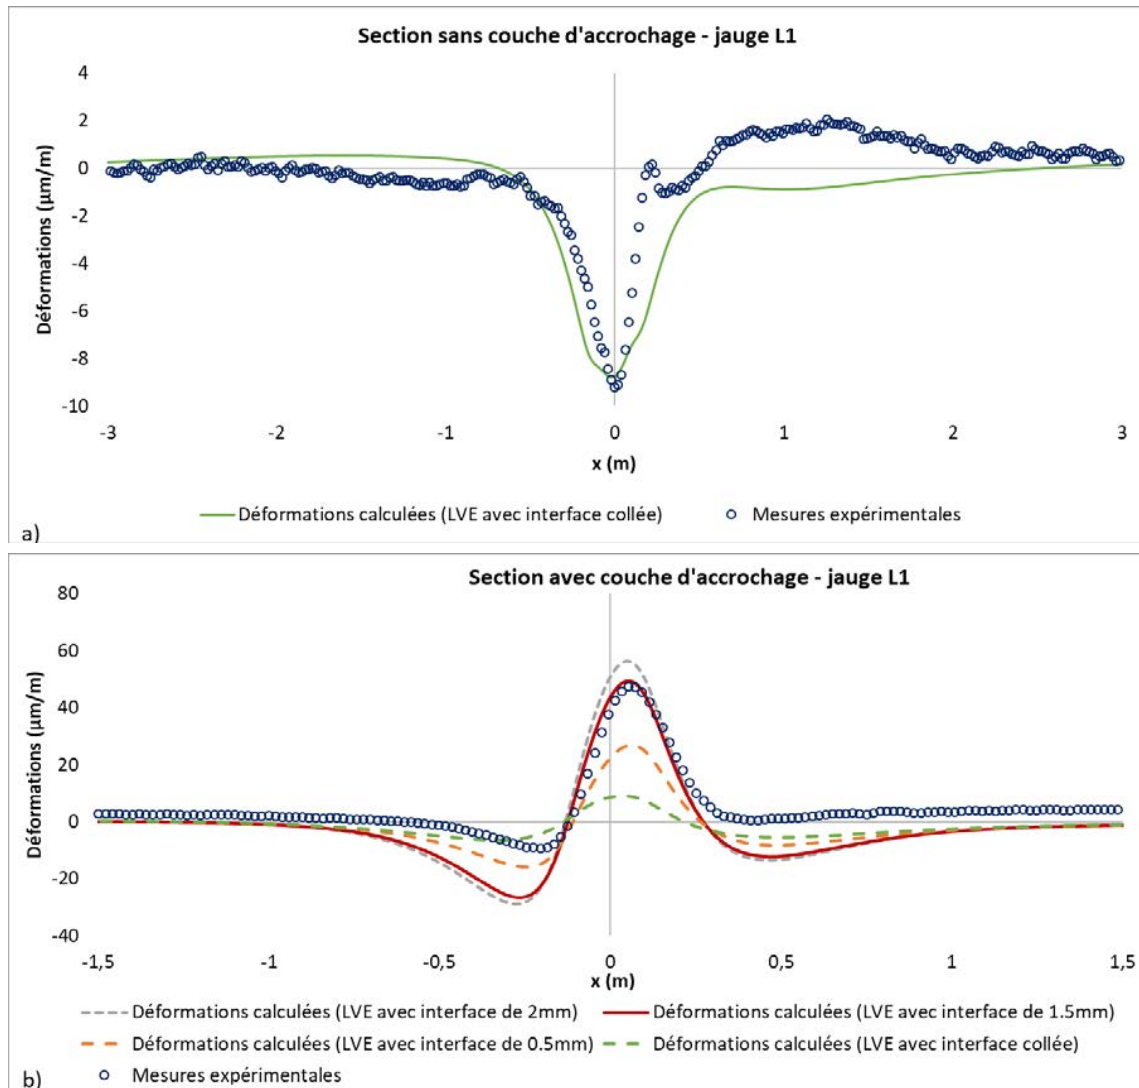 Section sans couche d'accrochage - jauge L1
4
2
0
-2
-4
-6
-8
-10
Déformations (µm/m)
-3
-2
-1
0
1
2
3
x (m)
Déformations calculées (LVE avec interface collée)
Mesures expérimentales
a)
Section avec couche d'accrochage - jauge L1
80
60
40
20
0
-20
-40
Déformations (µm/m)
-1,5
-1
-0,5
0
0,5
1
1,5
x (m)
Déformations calculées (LVE avec interface de 2mm)
Déformations calculées (LVE avec interface de 1.5mm)
Déformations calculées (LVE avec interface de 0.5mm)
Déformations calculées (LVE avec interface collée)
Mesures expérimentales
b)